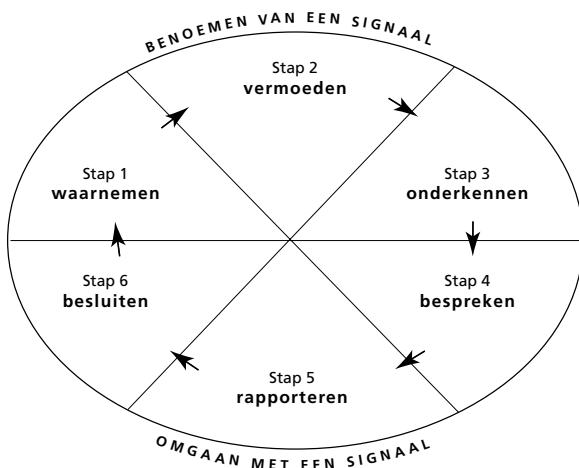 BENOEMEN VAN EEN SIGNAAL
Stap 2
vermoeden
Stap 1
waarnemen
Stap 3
onderkennen
Stap 6
besluiten
Stap 4
bespreken
Stap 5
rapporteren
OMGAAN MET EEN SIGNAAL